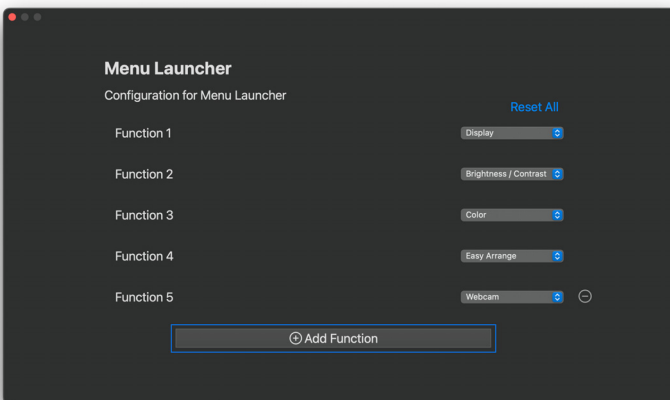 Menu Launcher
Configuration for Menu Launcher
Reset All
Function 1 Display
Function 2 Brightness / Contrast
Function 3 Color
Function 4 Easy Arrange
Function 5 Webcam
Add Function